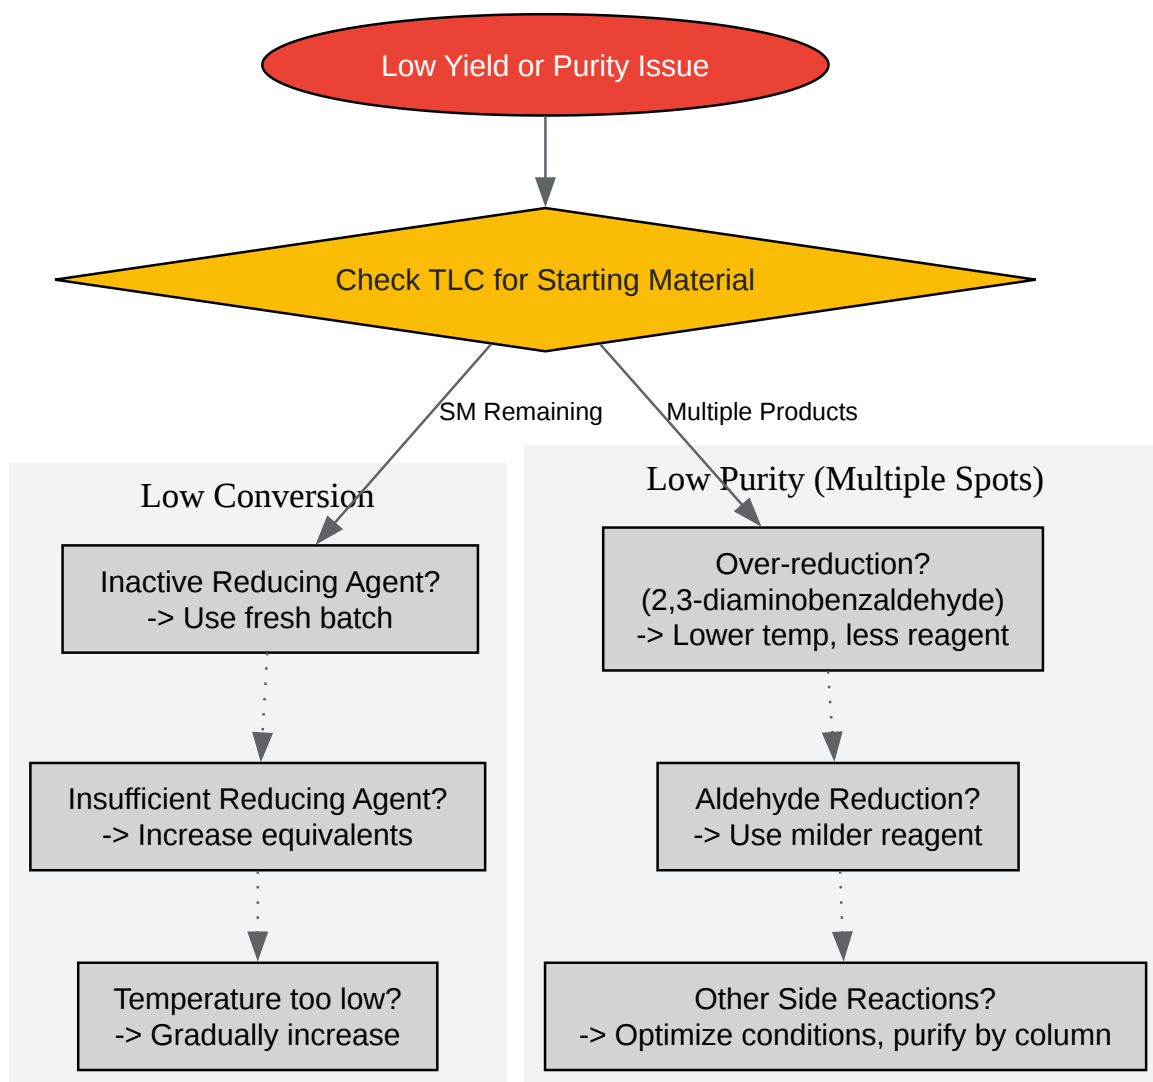 Low Yield or Purity Issue
Check TLC for Starting Material
SM Remaining
Multiple Products
Low Conversion
Inactive Reducing Agent?
-> Use fresh batch
Insufficient Reducing Agent?
-> Increase equivalents
Temperature too low?
-> Gradually increase
Low Purity (Multiple Spots)
Over-reduction?
(2,3-diaminobenzaldehyde)
-> Lower temp, less reagent
Aldehyde Reduction?
-> Use milder reagent
Other Side Reactions?
-> Optimize conditions, purify by column